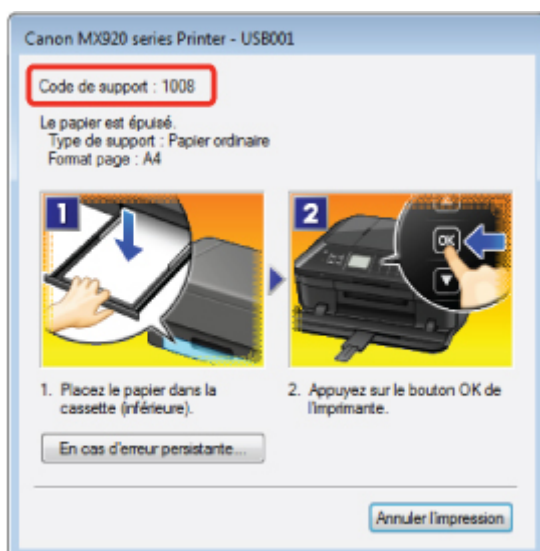 Canon MX920 series Printer - USB001
Code de support : 1008
Le papier est épuisé.
Type de support : Papier ordinaire
Format page : A4
1
2
OK
1. Placez le papier dans la
cassette (inférieure).
2. Appuyez sur le bouton OK de
l'imprimante.
En cas d'erreur persistante...
Annuler l'impression